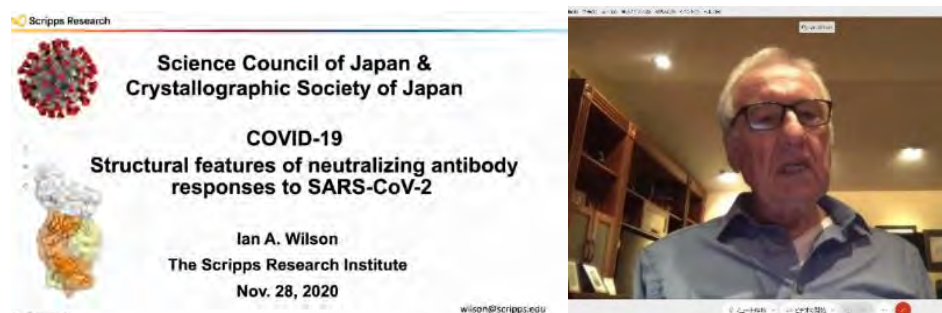 Scripps Research
Science Council of Japan &
Crystallographic Society of Japan
COVID-19
Structural features of neutralizing antibody
responses to SARS-CoV-2
Ian A. Wilson
The Scripps Research Institute
Nov. 28, 2020
wilson@scripps.edu